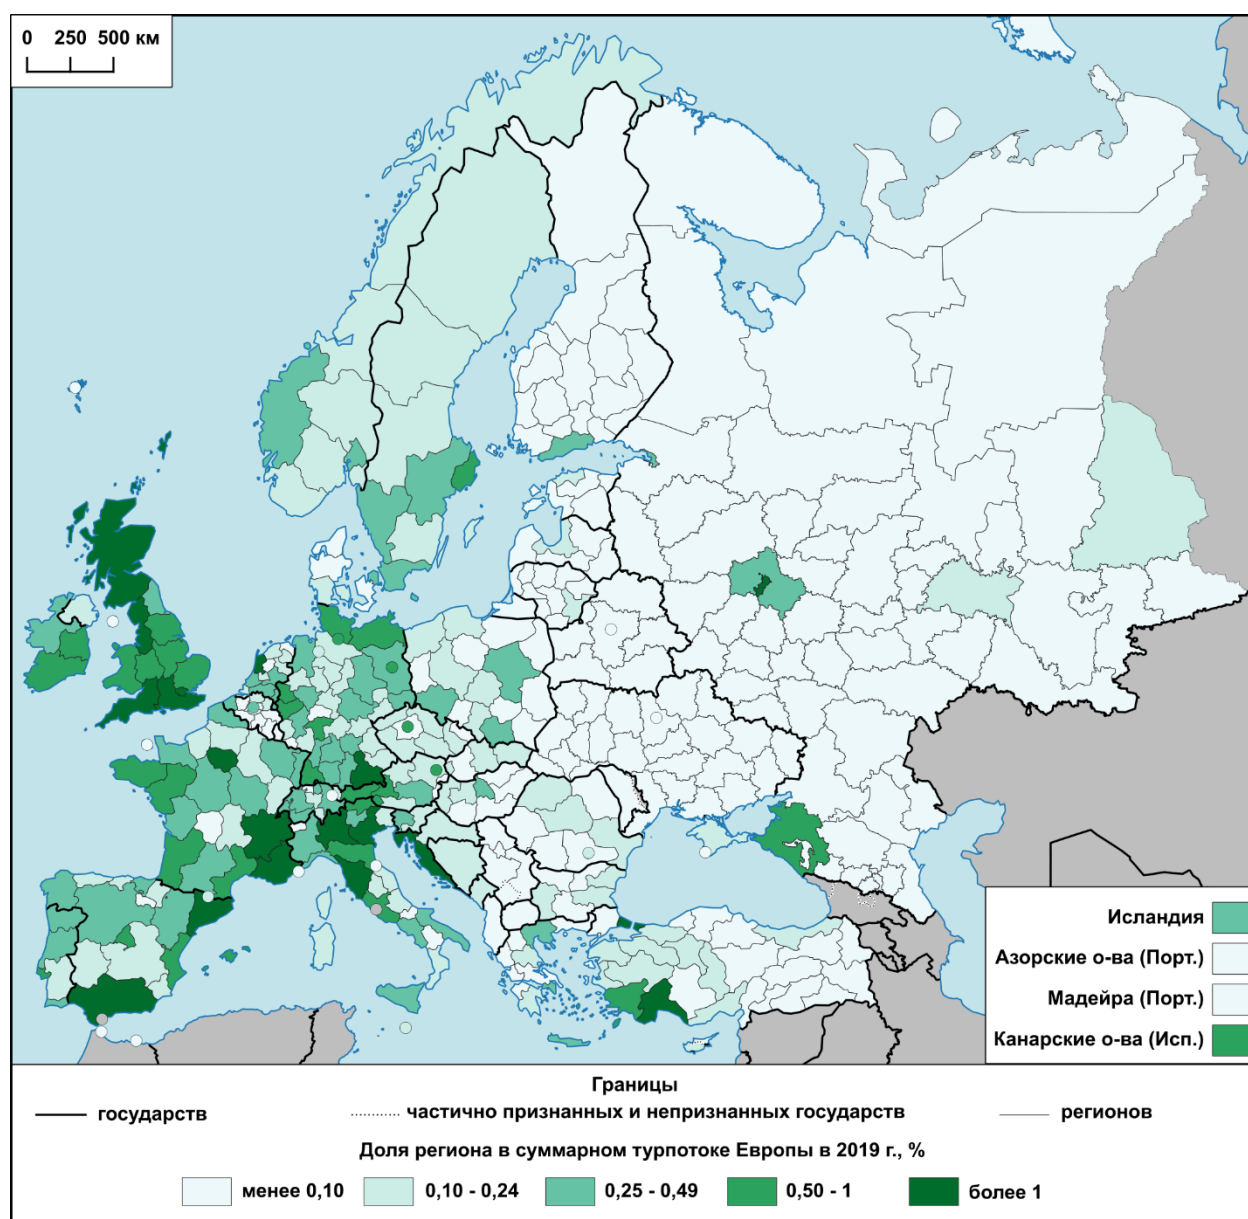 0 250 500 км
Исландия
Азорские о-ва (Порт.)
Мадейра (Порт.)
Канарские о-ва (Исп.)
Границы
государств частично признанных и непризнанных государств регионов
Доля региона в суммарном турпотоке Европы в 2019 г., %
менее 0,10 0,10 - 0,24 0,25 - 0,49 0,50 - 1 более 1